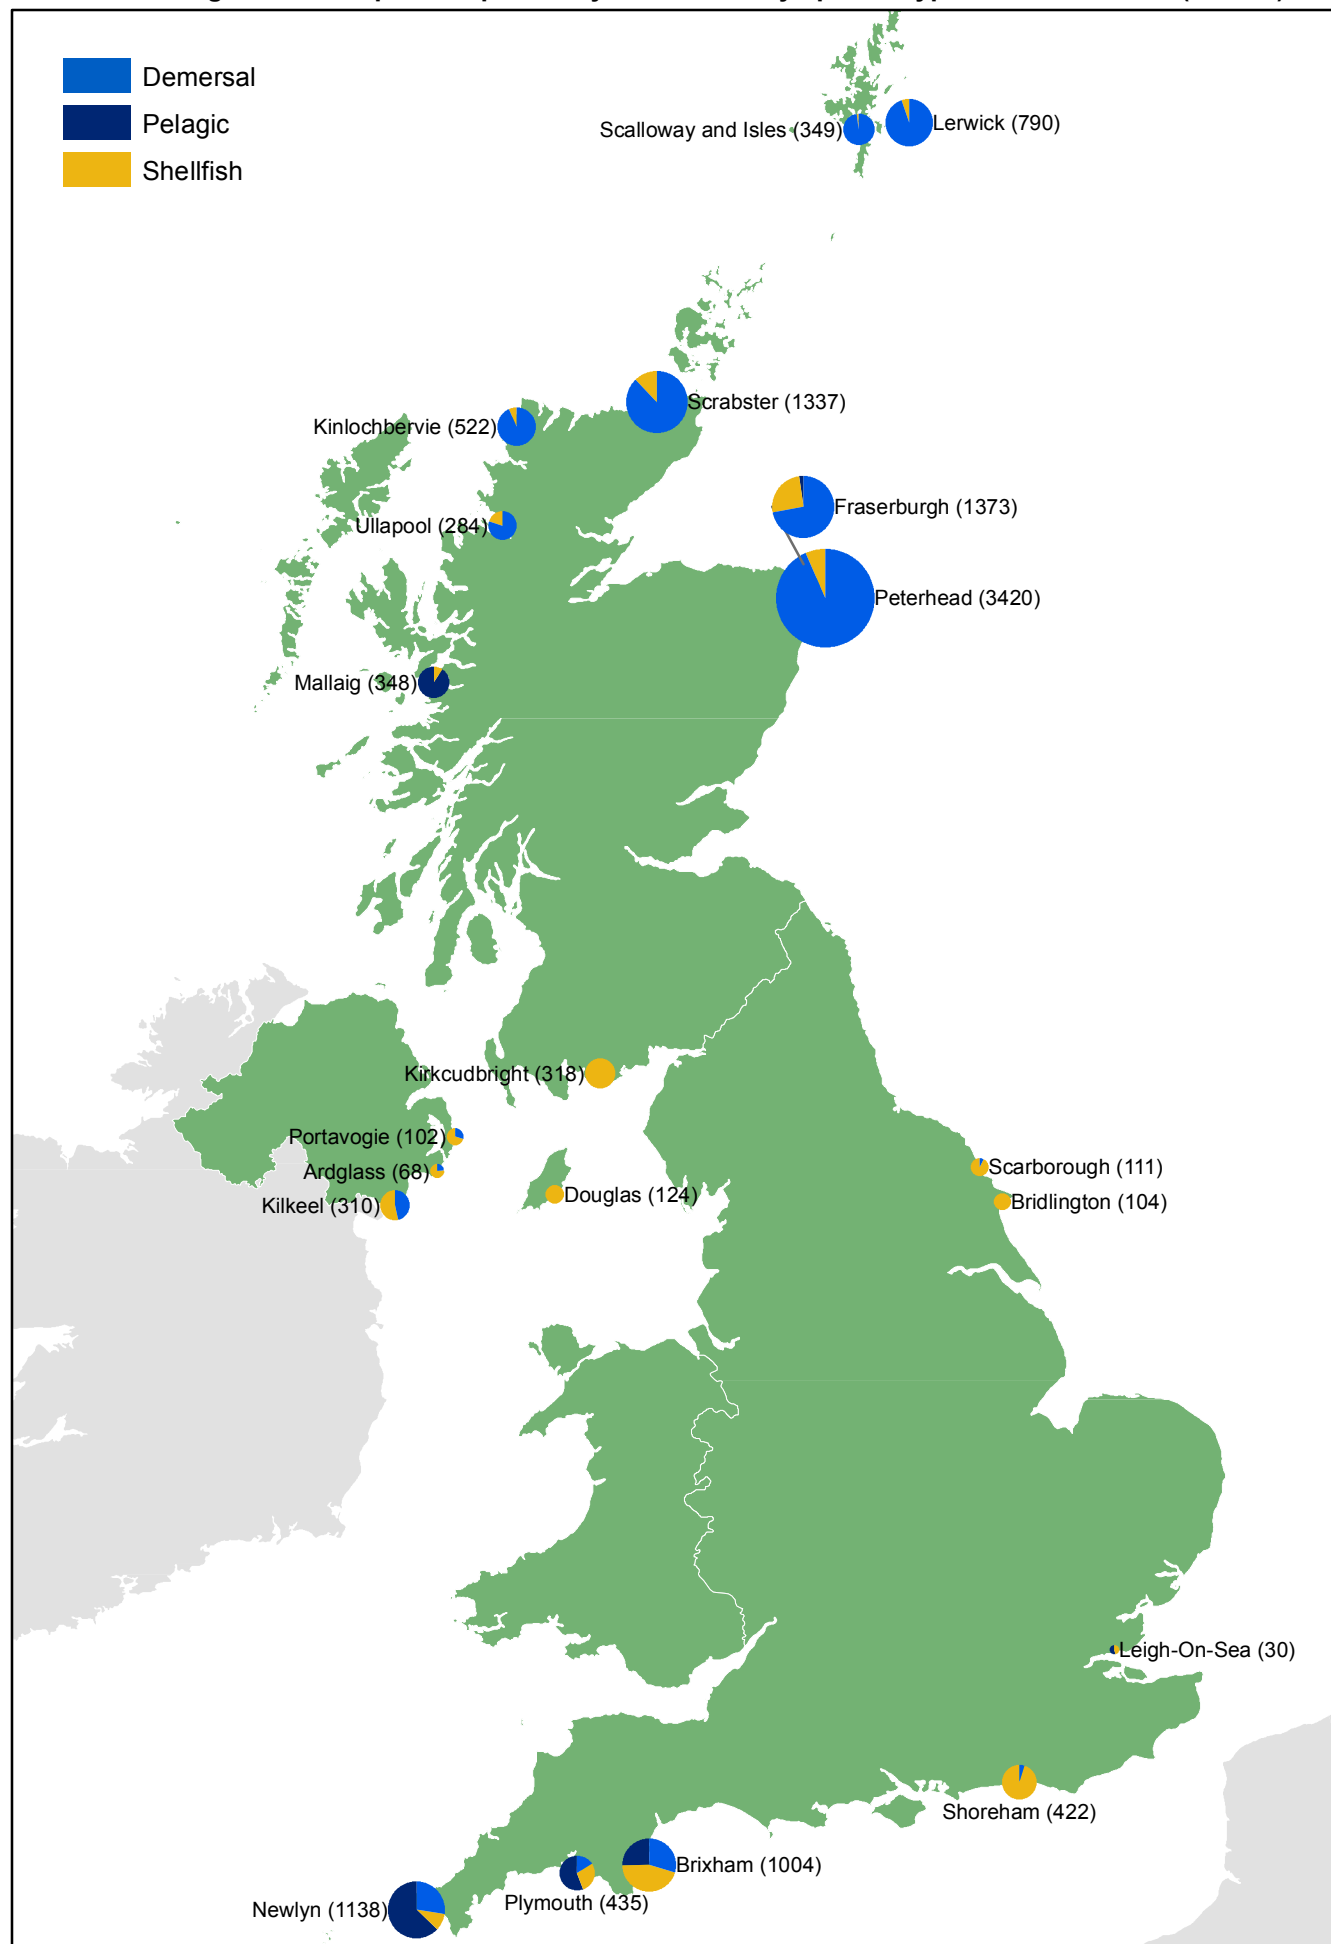 Demersal
Pelagic
Shellfish
Scalloway and Isles (349)
Lerwick (790)
Scrabster (1337)
Kinlochbervie (522)
Fraserburgh (1373)
Ullapool (284)
Peterhead (3420)
Mallaig (348)
Kirkcudbright (318)
Portavogie (102)
Ardglass (68)
Scarborough (111)
Douglas (124)
Bridlington (104)
Kilkeel (310)
Leigh-On-Sea (30)
Shoreham (422)
Brixham (1004)
Plymouth (435)
Newlyn (1138)